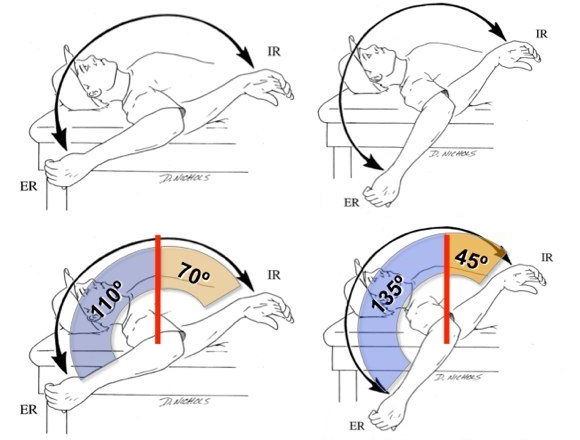 IR
ER
D. NICHOLS
IR
ER
D. NICHOLS
110º
70º
IR
ER
D. NICHOLS
135º
45º
IR
ER
D. NICHOLS